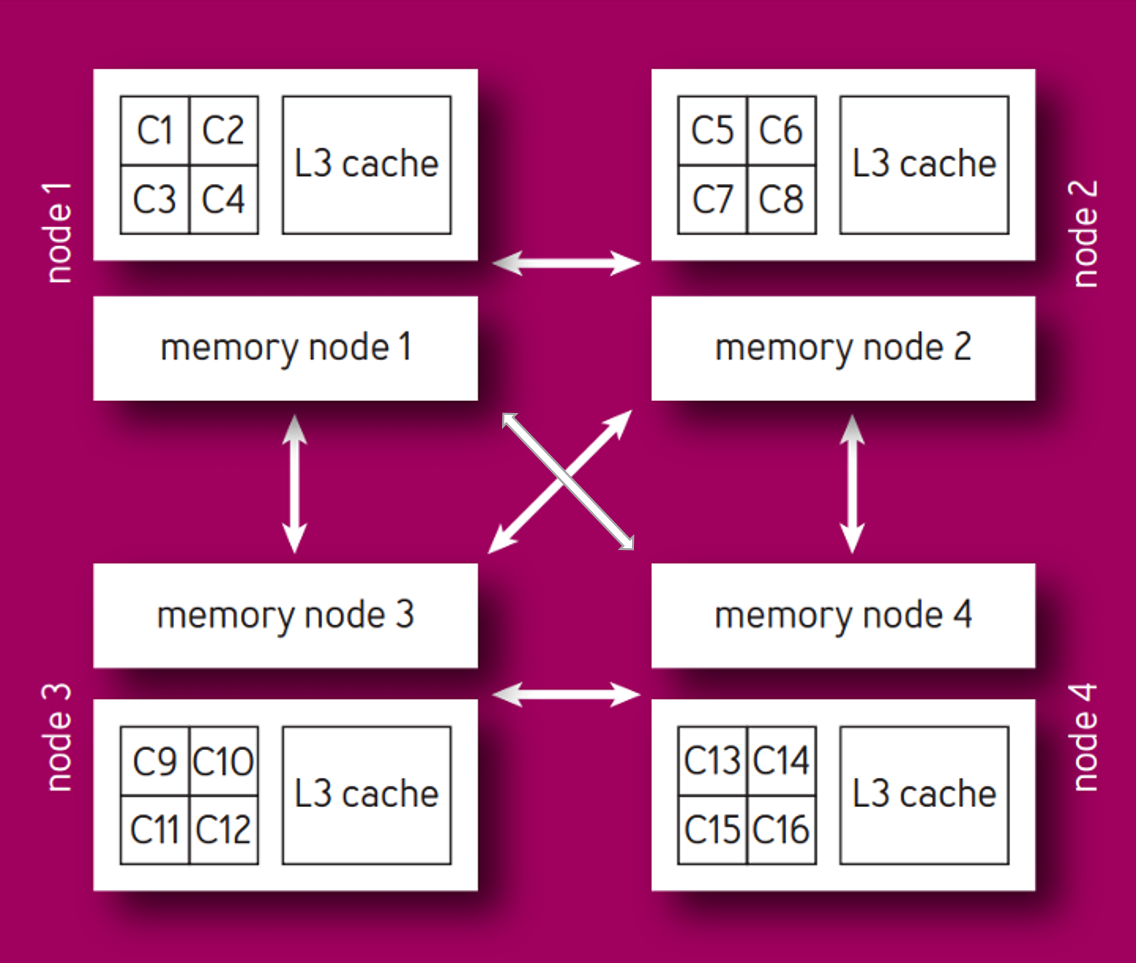 node 1
C1 C2
C3 C4
L3 cache
memory node 1
C5 C6
C7 C8
L3 cache
node 2
memory node 2
memory node 3
node 3
C9 C10
C11 C12
L3 cache
memory node 4
C13 C14
C15 C16
L3 cache
node 4